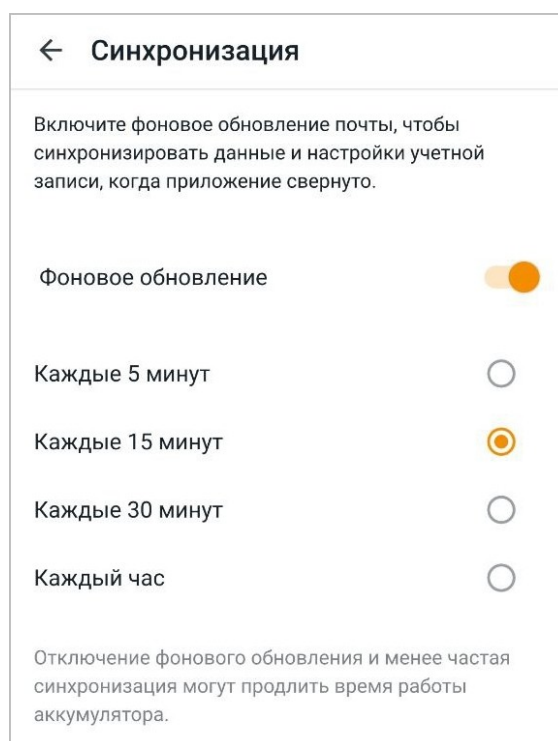 Синхронизация
Включите фоновое обновление почты, чтобы
синхронизировать данные и настройки учетной
записи, когда приложение свернуто.
Фоновое обновление
Каждые 5 минут
Каждые 15 минут
Каждые 30 минут
Каждый час
Отключение фонового обновления и менее частая
синхронизация могут продлить время работы
аккумулятора.